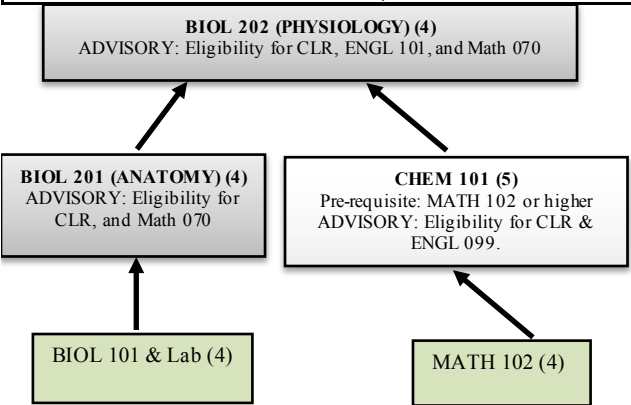 BIOL 202 (PHYSIOLOGY) (4)
ADVISORY: Eligibility for CLR, ENGL 101, and Math 070
BIOL 201 (ANATOMY) (4)
ADVISORY: Eligibility for
CLR, and Math 070
CHEM 101 (5)
Pre-requisite: MATH 102 or higher
ADVISORY: Eligibility for CLR &
ENGL 099.
BIOL 101 & Lab (4)
MATH 102 (4)